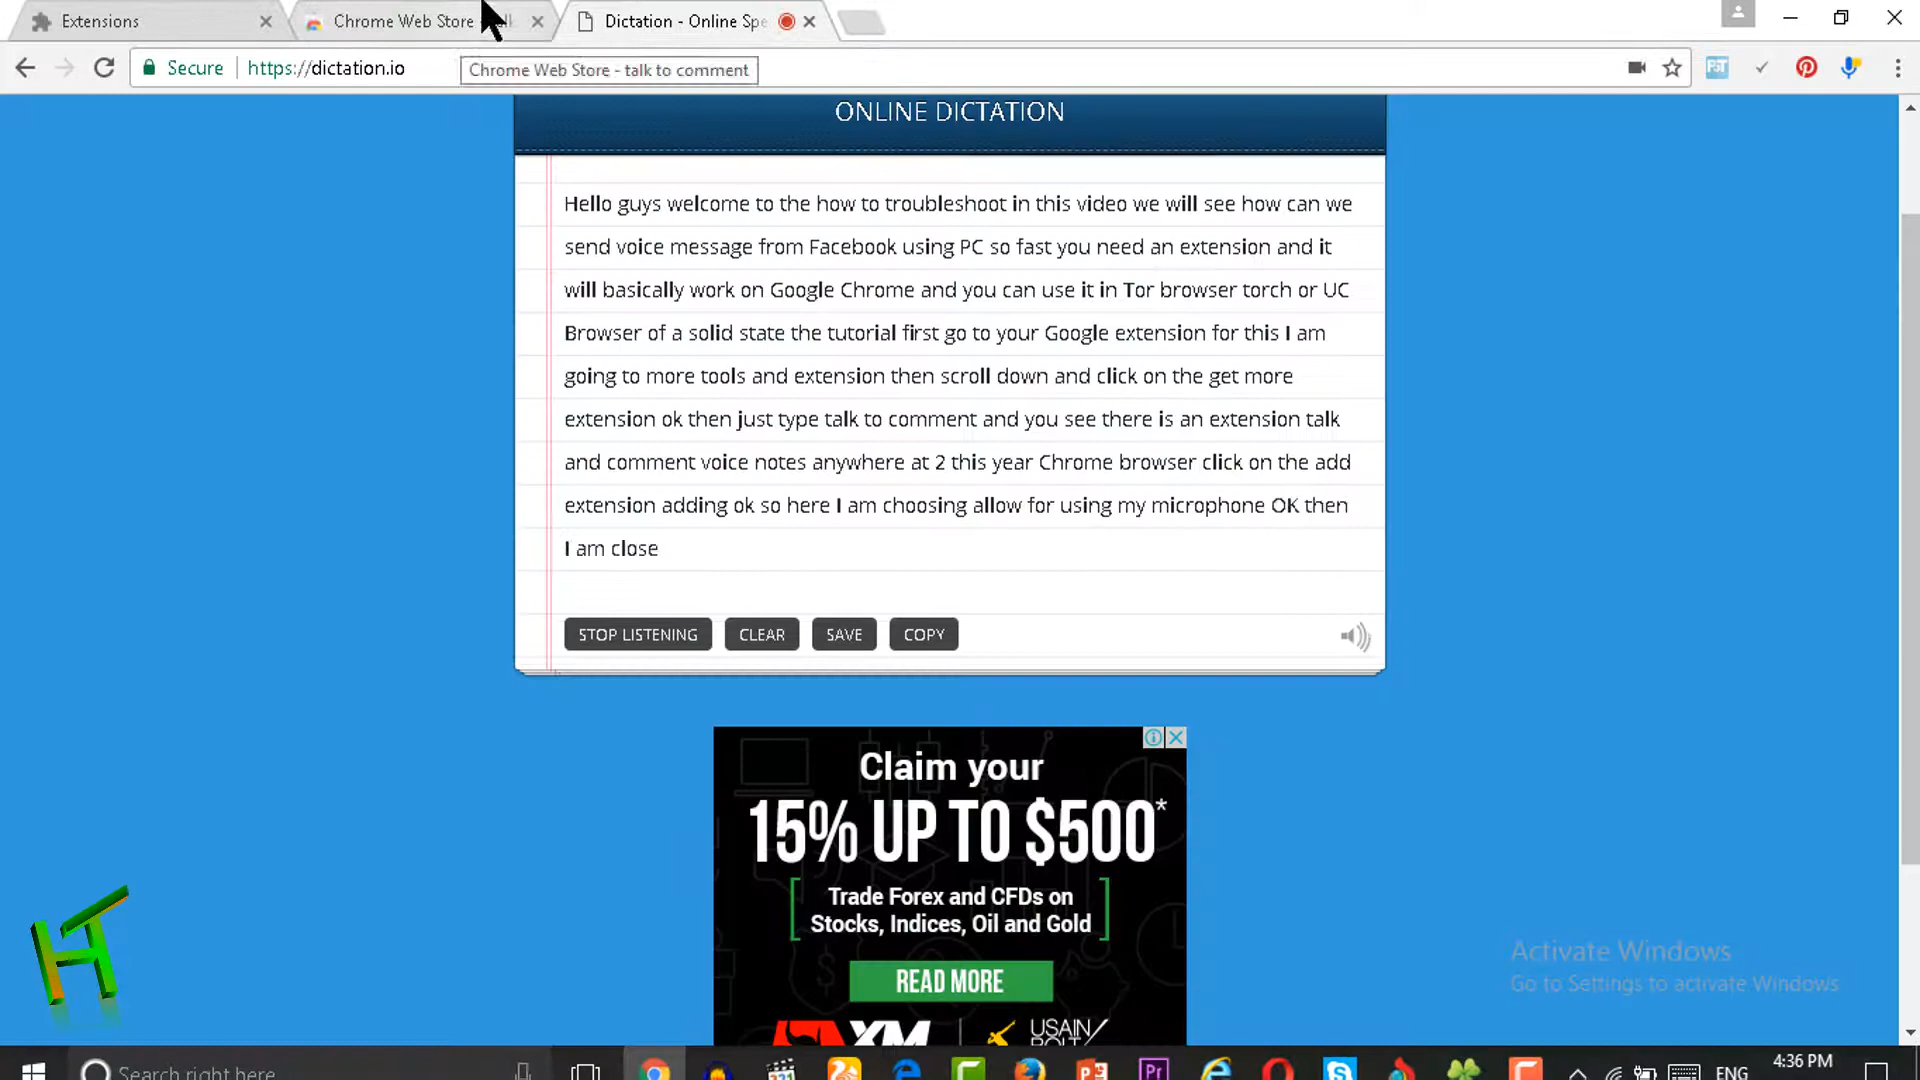 Extensions
Chrome Web Store
Dictation - Online Spe
Secure
https://dictation.io
Chrome Web Store - talk to comment
ONLINE DICTATION
Hello guys welcome to the how to troubleshoot in this video we will see how can we
send voice message from Facebook using PC so fast you need an extension and it
will basically work on Google Chrome and you can use it in Tor browser torch or UC
Browser of a solid state the tutorial first go to your Google extension for this I am
going to more tools and extension then scroll down and click on the get more
extension ok then just type talk to comment and you see there is an extension talk
and comment voice notes anywhere at 2 this year Chrome browser click on the add
extension adding ok so here I am choosing allow for using my microphone OK then
I am close
STOP LISTENING
CLEAR
SAVE
COPY
Claim your
15% UP TO $500*
Trade Forex and CFDs on
Stocks, Indices, Oil and Gold
READ MORE
XM
USAIN
BOLT
HT
Activate Windows
Go to Settings to activate Windows
Search right here
ENG
4:36 PM